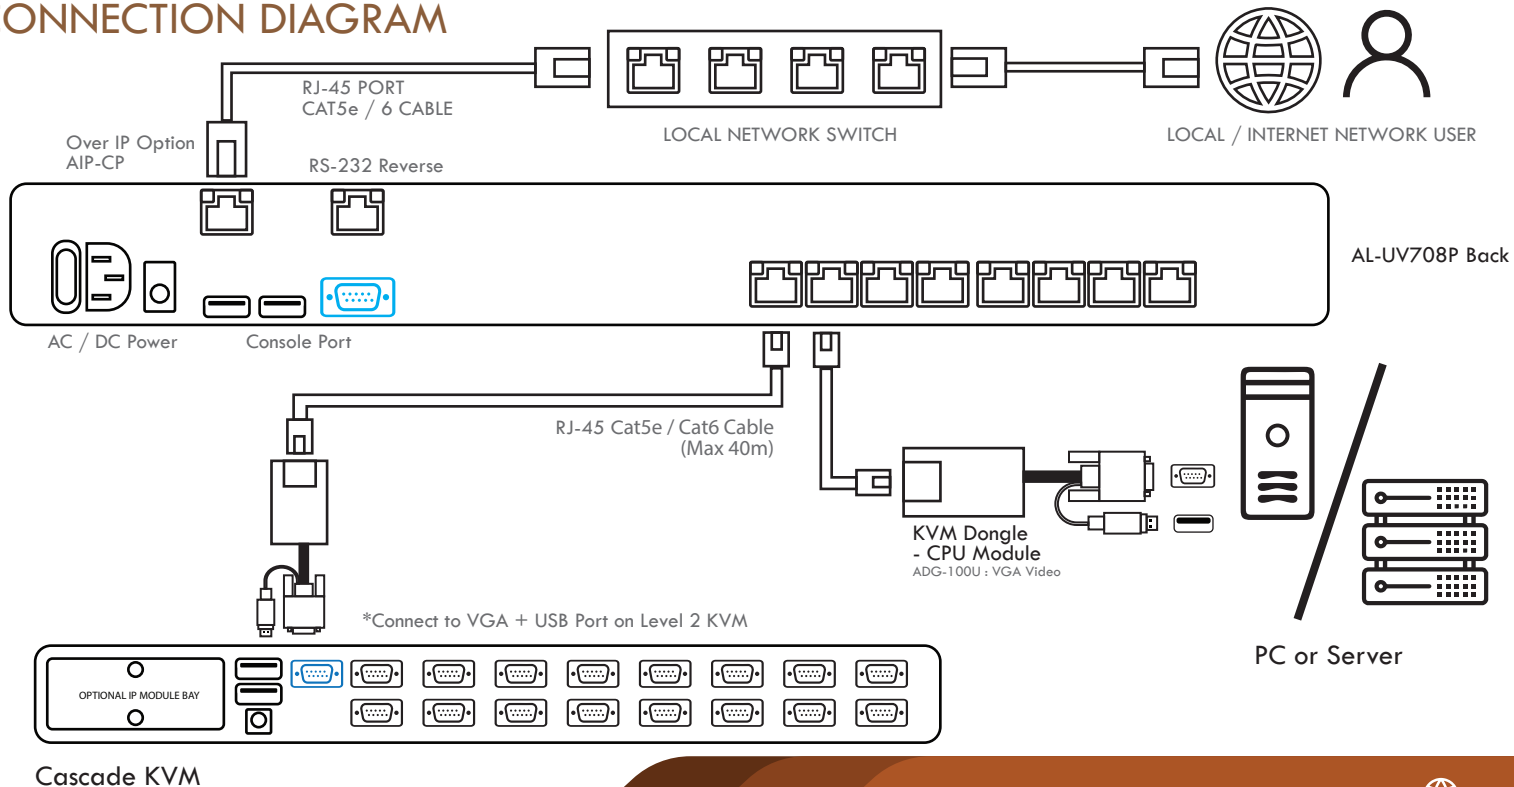 ONNECTION DIAGRAM
RJ-45 PORT
CAT5e / 6 CABLE
LOCAL NETWORK SWITCH
LOCAL / INTERNET NETWORK USER
Over IP Option
AIP-CP
RS-232 Reverse
AL-UV708P Back
AC / DC Power
Console Port
RJ-45 Cat5e / Cat6 Cable
(Max 40m)
KVM Dongle
- CPU Module
ADG-100U : VGA Video
*Connect to VGA + USB Port on Level 2 KVM
PC or Server
OPTIONAL IP MODULE BAY
Cascade KVM